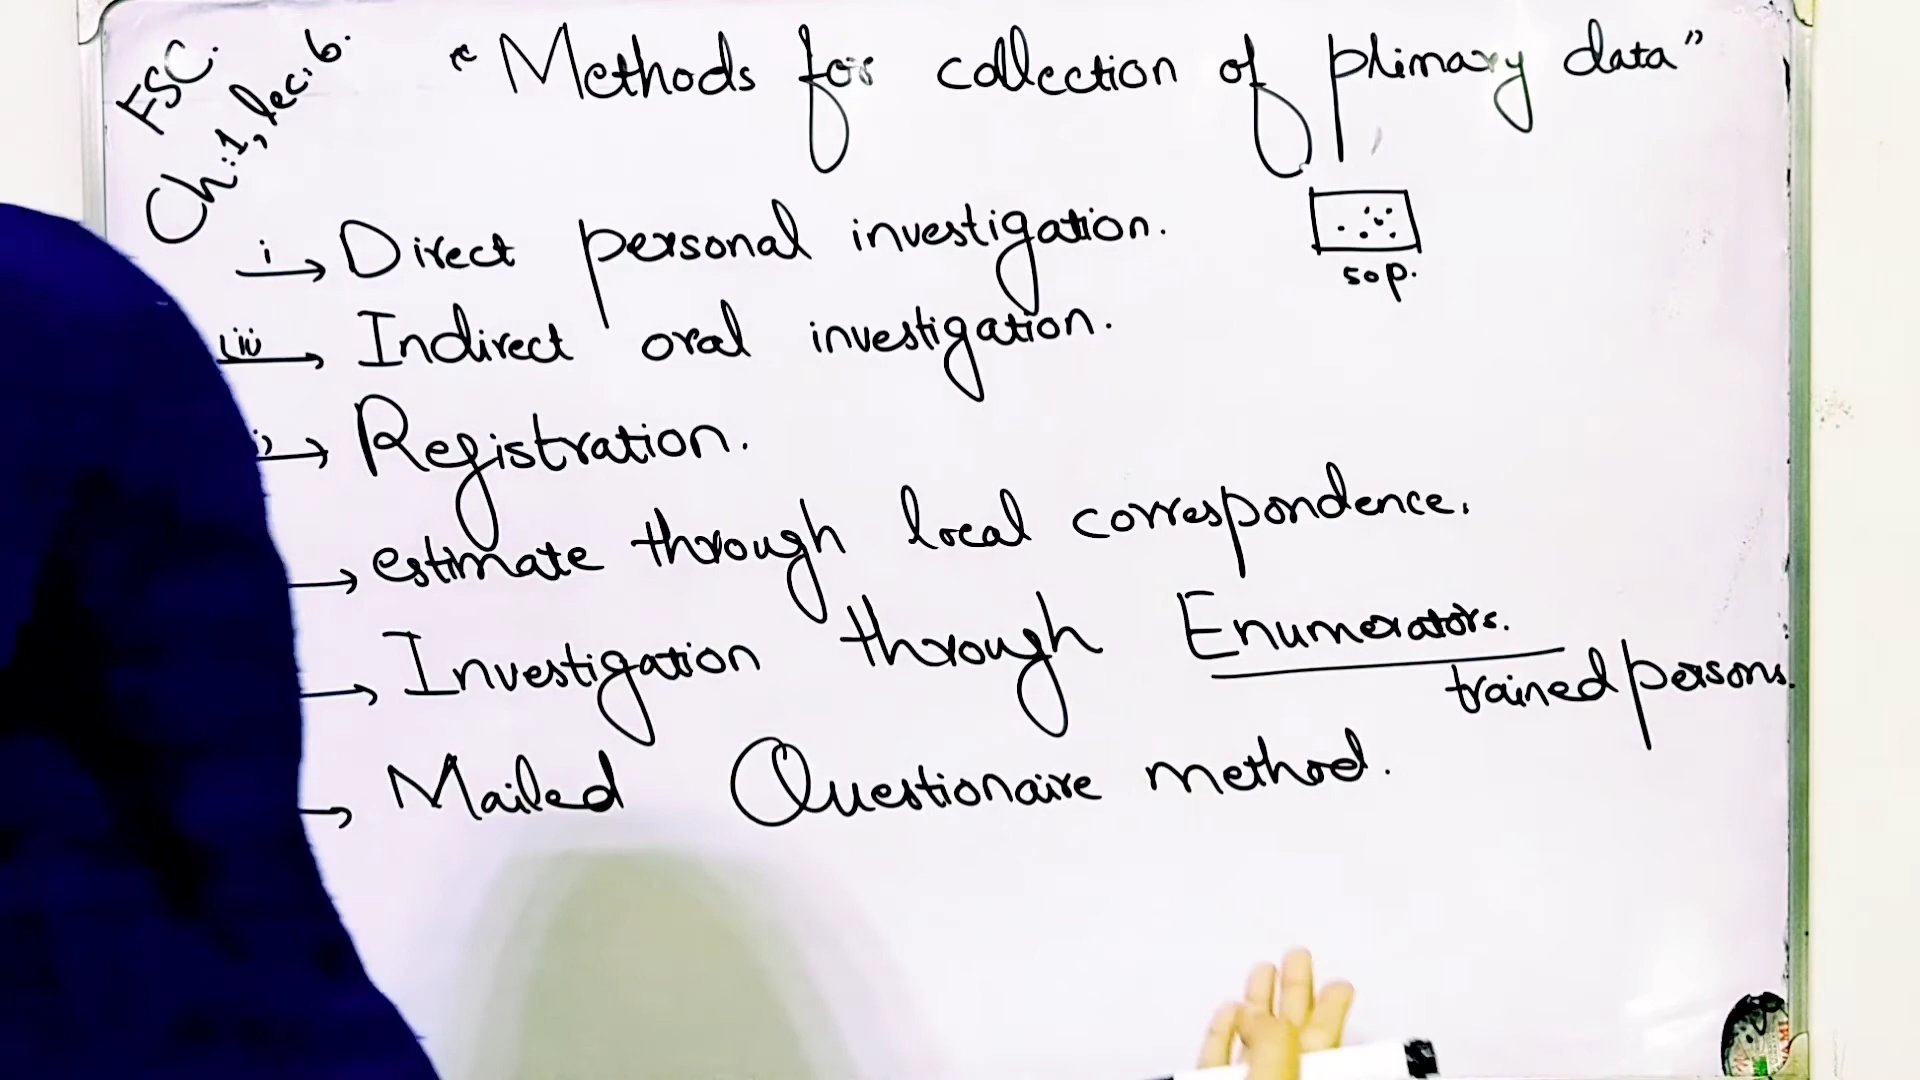 FSC.
Ch:1, lec:6.
"Methods for collection of primary data"
i → Direct personal investigation.
50p.
→ Indirect oral investigation.
→ Registration.
→ estimate through local correspondence.
→ Investigation through Enumerators.
trained persons.
→ Mailed Questionaire method.